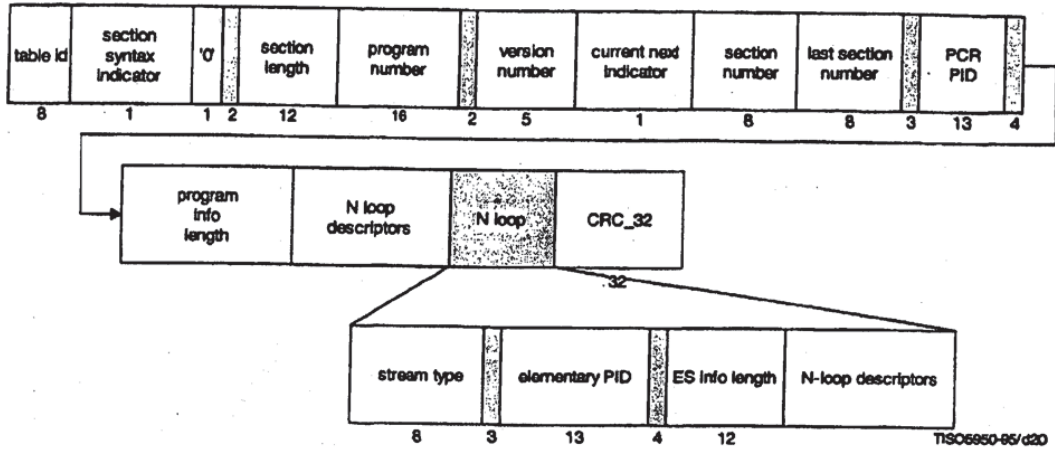 table id
section
syntax
indicator
'0'
section
length
program
number
version
number
current next
indicator
section
number
last section
number
PCR
PID
8 1 1 2 12 16 2 5 1 8 8 3 13 4
program
info
length
N loop
descriptors
N loop
CRC_32
32
stream type
elementary PID
ES info length
N-loop descriptors
8 3 13 4 12
TISO5950-95/d20